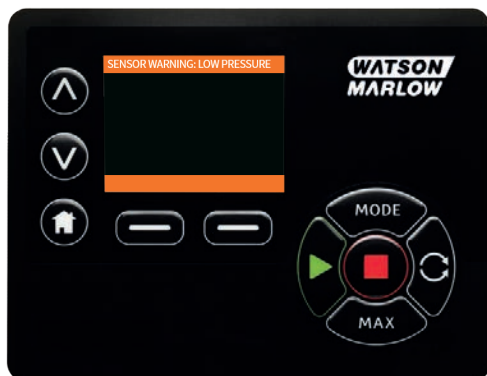 SENSOR WARNING: LOW PRESSURE
WATSON
MARLOW
MODE
MAX